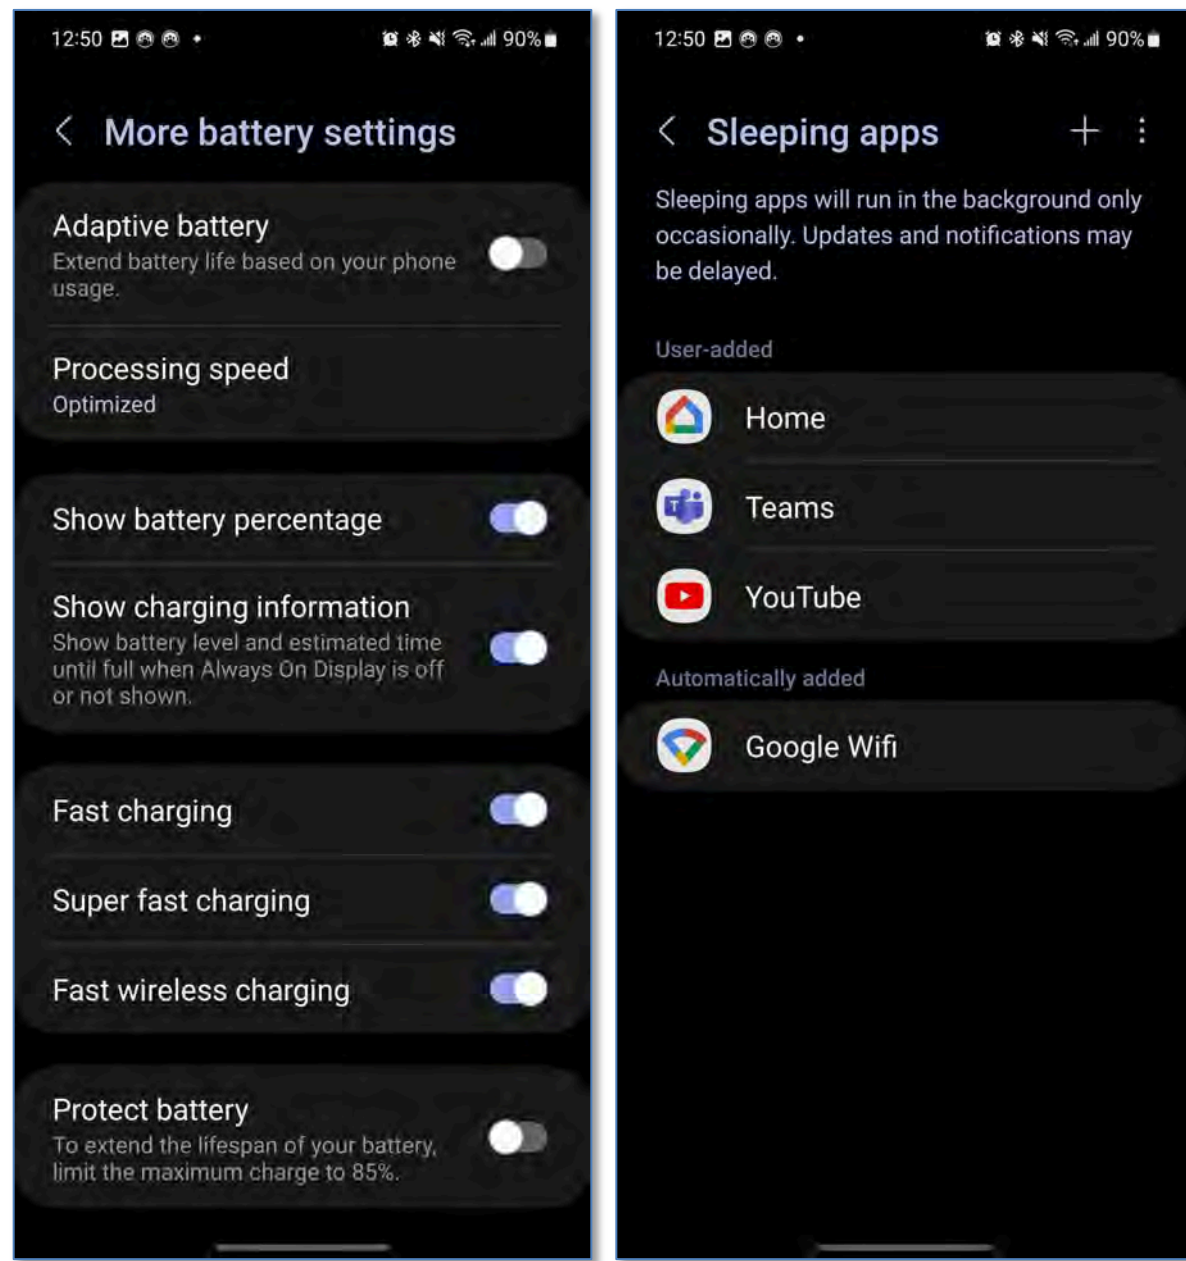 12:50 90%
More battery settings
Adaptive battery
Extend battery life based on your phone
usage.
Processing speed
Optimized
Show battery percentage
Show charging information
Show battery level and estimated time
until full when Always On Display is off
or not shown.
Fast charging
Super fast charging
Fast wireless charging
Protect battery
To extend the lifespan of your battery,
limit the maximum charge to 85%.
12:50 90%
Sleeping apps
Sleeping apps will run in the background only
occasionally. Updates and notifications may
be delayed.
User-added
Home
Teams
YouTube
Automatically added
Google Wifi